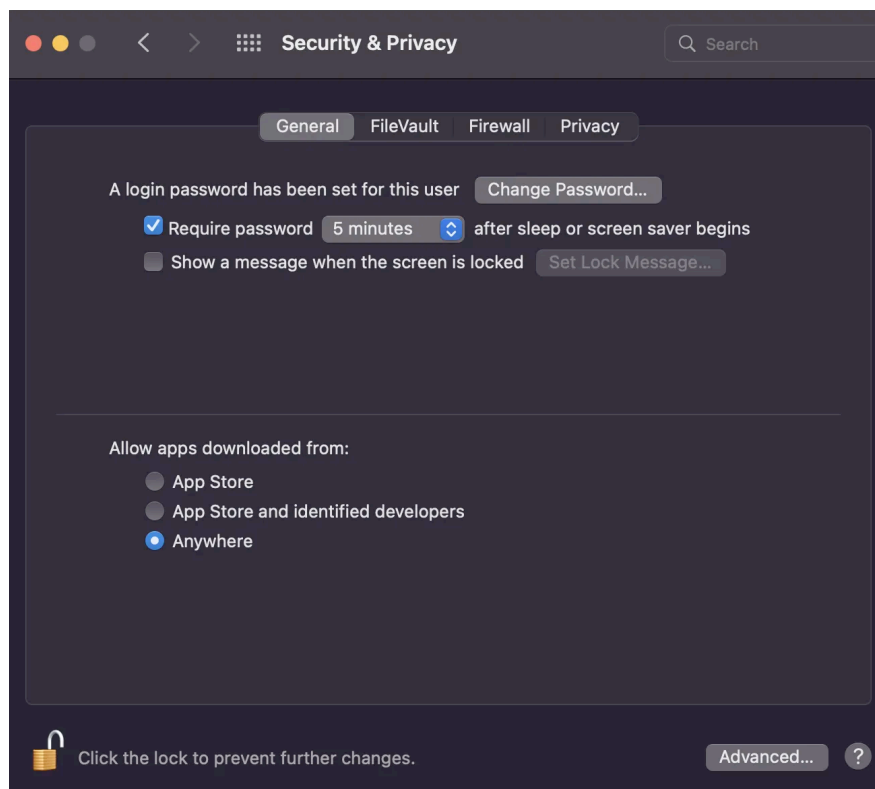 Security & Privacy
Search
General FileVault Firewall Privacy
A login password has been set for this user Change Password...
Require password 5 minutes after sleep or screen saver begins
Show a message when the screen is locked Set Lock Message...
Allow apps downloaded from:
App Store
App Store and identified developers
Anywhere
Click the lock to prevent further changes.
Advanced... ?